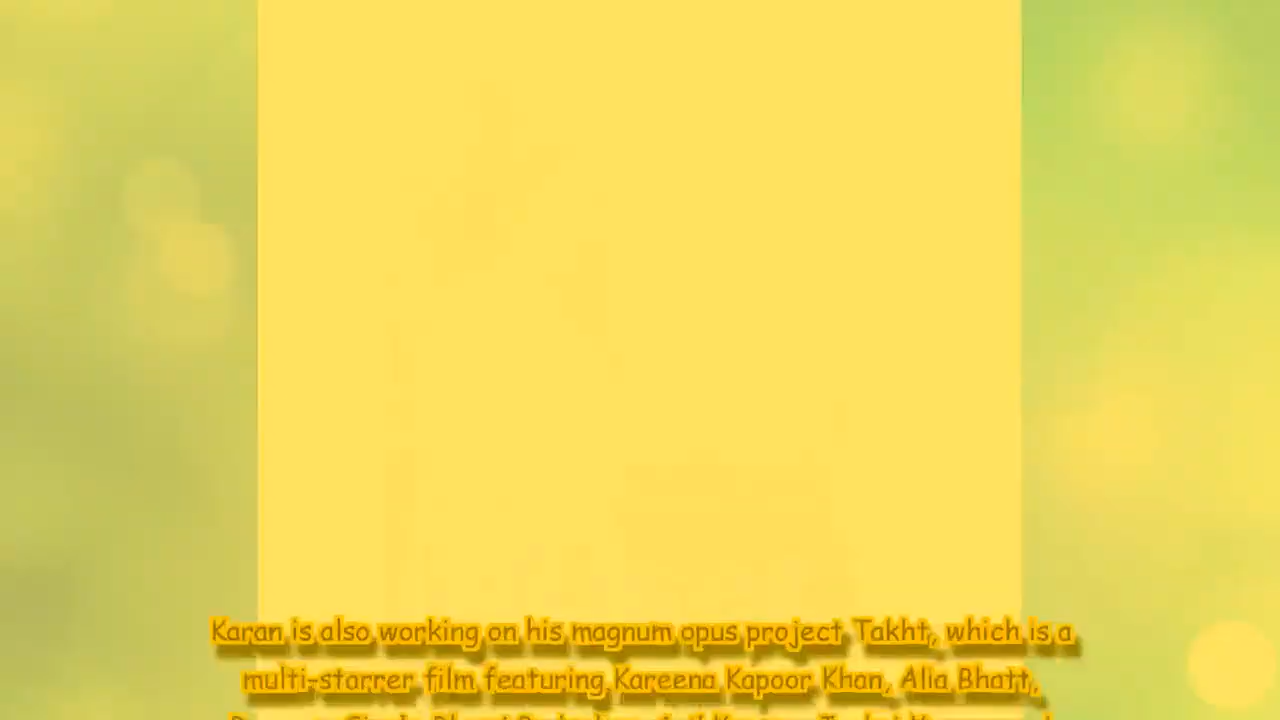 Karan is also working on his magnum opus project Takht, which is a
multi-starrer film featuring Kareena Kapoor Khan, Alia Bhatt,